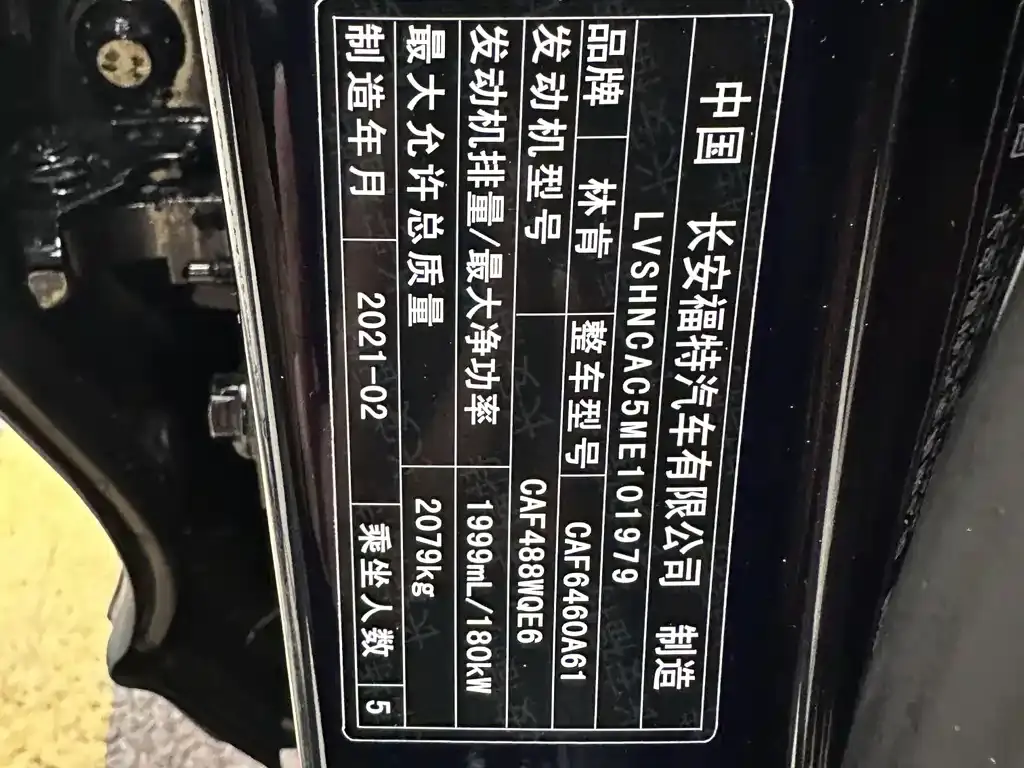 中国 长安福特汽车有限公司 制造
LVSHNCAC5ME101979
品牌 林肯 整车型号 CAF6460A61
发动机型号 CAF488WQE6
发动机排量/最大净功率 1999mL/180kW
最大允许总质量 2079kg
制造年月 2021-02 乘坐人数 5